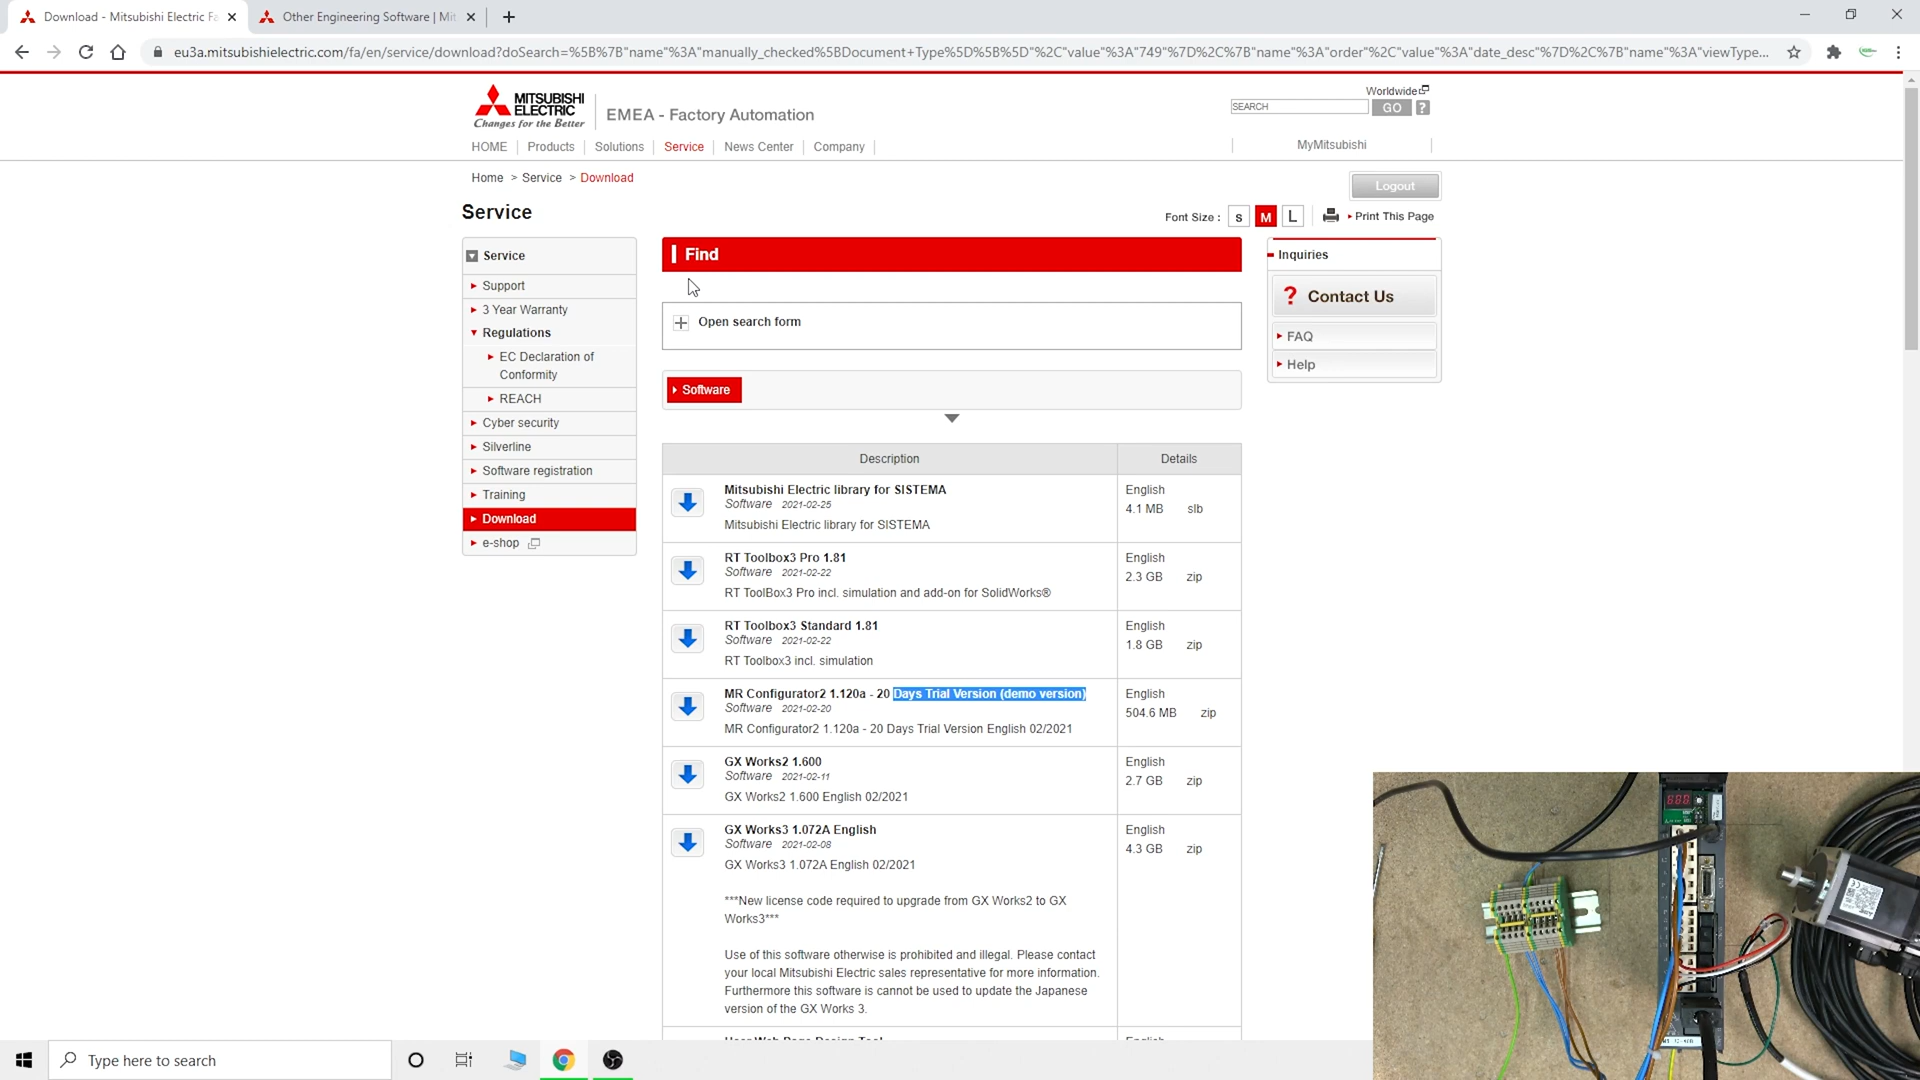 Download - Mitsubishi Electric Fa
Other Engineering Software | Mit
eu3a.mitsubishielectric.com/fa/en/service/download?doSearch=%5B%7B"name"%3A"manually_checked%5BDocument+Type%5D%5B%5D"%2C"value"%3A"749"%7D%2C%7B"name"%3A"order"%2C"value"%3A"date_desc"%7D%2C%7B"name"%3A"viewType...
MITSUBISHI
ELECTRIC
Changes for the Better
EMEA - Factory Automation
Worldwide
SEARCH GO ?
HOME Products Solutions Service News Center Company
MyMitsubishi
Home > Service > Download
Logout
Service
Font Size : S M L Print This Page
Service
Support
3 Year Warranty
Regulations
EC Declaration of
Conformity
REACH
Cyber security
Silverline
Software registration
Training
Download
e-shop
Find
Open search form
Software
Description Details
Mitsubishi Electric library for SISTEMA
Software 2021-02-25
Mitsubishi Electric library for SISTEMA
English
4.1 MB slb
RT Toolbox3 Pro 1.81
Software 2021-02-22
RT ToolBox3 Pro incl. simulation and add-on for SolidWorks®
English
2.3 GB zip
RT Toolbox3 Standard 1.81
Software 2021-02-22
RT Toolbox3 incl. simulation
English
1.8 GB zip
MR Configurator2 1.120a - 20 Days Trial Version (demo version)
Software 2021-02-20
MR Configurator2 1.120a - 20 Days Trial Version English 02/2021
English
504.6 MB zip
GX Works2 1.600
Software 2021-02-11
GX Works2 1.600 English 02/2021
English
2.7 GB zip
GX Works3 1.072A English
Software 2021-02-08
GX Works3 1.072A English 02/2021
***New license code required to upgrade from GX Works2 to GX
Works3***
Use of this software otherwise is prohibited and illegal. Please contact
your local Mitsubishi Electric sales representative for more information.
Furthermore this software is cannot be used to update the Japanese
version of the GX Works 3.
English
4.3 GB zip
Inquiries
? Contact Us
FAQ
Help
Type here to search